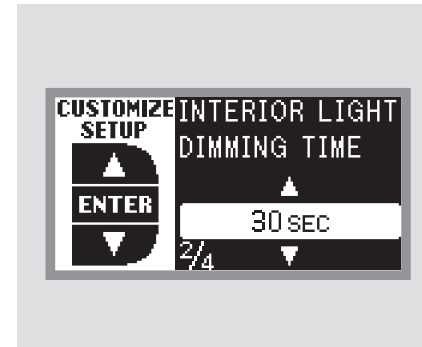 CUSTOMIZE
SETUP
ENTER
INTERIOR LIGHT
DIMMING TIME
30 SEC
2/4